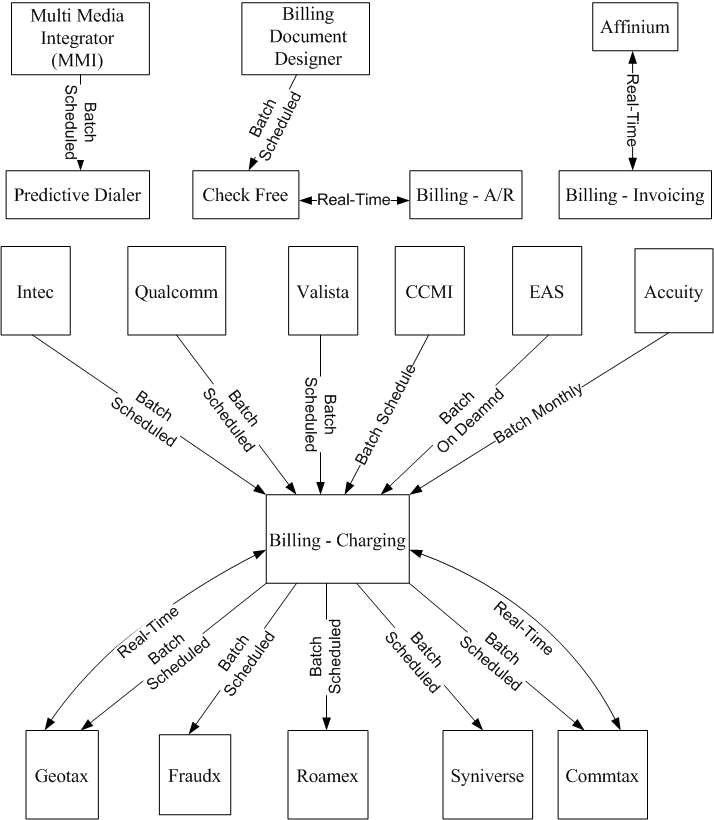 Multi Media
Integrator
(MMI)
Billing
Document
Designer
Affinium
Batch
Scheduled
Batch
Scheduled
Real-Time
Predictive Dialer
Check Free
Real-Time
Billing - A/R
Billing - Invoicing
Intec
Qualcomm
Valista
CCMI
EAS
Accuity
Batch
Scheduled
Batch
Scheduled
Batch
Scheduled
Batch Schedule
Batch
On Deamnd
Batch Monthly
Billing - Charging
Real-Time
Batch
Scheduled
Batch
Scheduled
Batch
Scheduled
Batch
Scheduled
Batch
Scheduled
Real-Time
Geotax
Fraudx
Roamex
Syniverse
Commtax